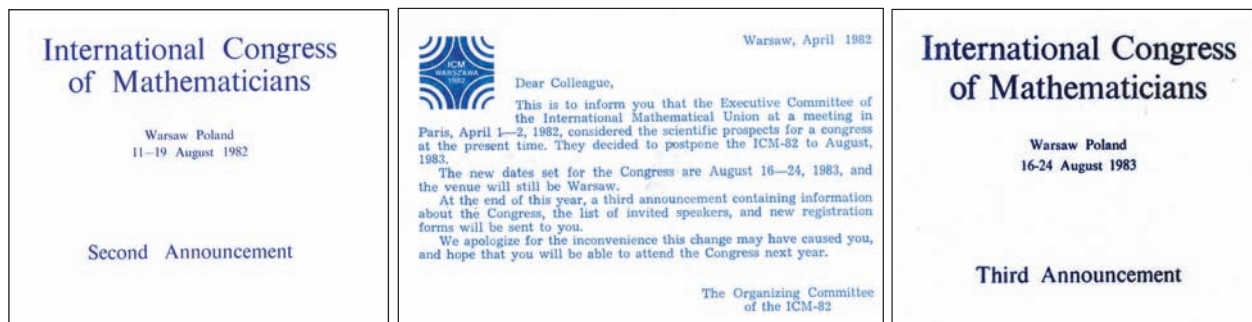 International Congress
of Mathematicians
Warsaw Poland
11—19 August 1982
Second Announcement
ICM
WARSZAWA
1982
Warsaw, April 1982
Dear Colleague,
This is to inform you that the Executive Committee of
the International Mathematical Union at a meeting in
Paris, April 1—2, 1982, considered the scientific prospects for a congress
at the present time. They decided to postpone the ICM-82 to August,
1983.
The new dates set for the Congress are August 16—24, 1983, and
the venue will still be Warsaw.
At the end of this year, a third announcement containing information
about the Congress, the list of invited speakers, and new registration
forms will be sent to you.
We apologize for the inconvenience this change may have caused you,
and hope that you will be able to attend the Congress next year.
The Organizing Committee
of the ICM-82
International Congress
of Mathematicians
Warsaw Poland
16-24 August 1983
Third Announcement